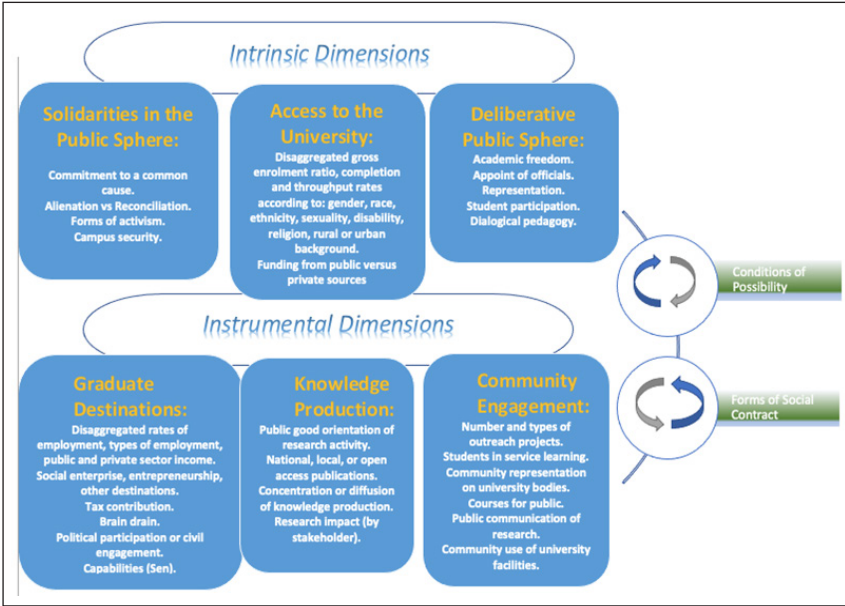 Intrinsic Dimensions
Solidarities in the
Public Sphere:
Commitment to a common
cause.
Alienation vs Reconciliation.
Forms of activism.
Campus security.
Access to the
University:
Disaggregated gross
enrolment ratio, completion
and throughput rates
according to: gender, race,
ethnicity, sexuality, disability,
religion, rural or urban
background.
Funding from public versus
private sources
Deliberative
Public Sphere:
Academic freedom.
Appoint of officials.
Representation.
Student participation.
Dialogical pedagogy.
Conditions of
Possibility
Instrumental Dimensions
Graduate
Destinations:
Disaggregated rates of
employment, types of employment,
public and private sector income.
Social enterprise, entrepreneurship,
other destinations.
Tax contribution.
Brain drain.
Political participation or civil
engagement.
Capabilities (Sen).
Knowledge
Production:
Public good orientation of
research activity.
National, local, or open
access publications.
Concentration or diffusion
of knowledge production.
Research impact (by
stakeholder).
Community
Engagement:
Number and types of
outreach projects.
Students in service learning.
Community representation
on university bodies.
Courses for public.
Public communication of
research.
Community use of university
facilities.
Forms of Social
Contract